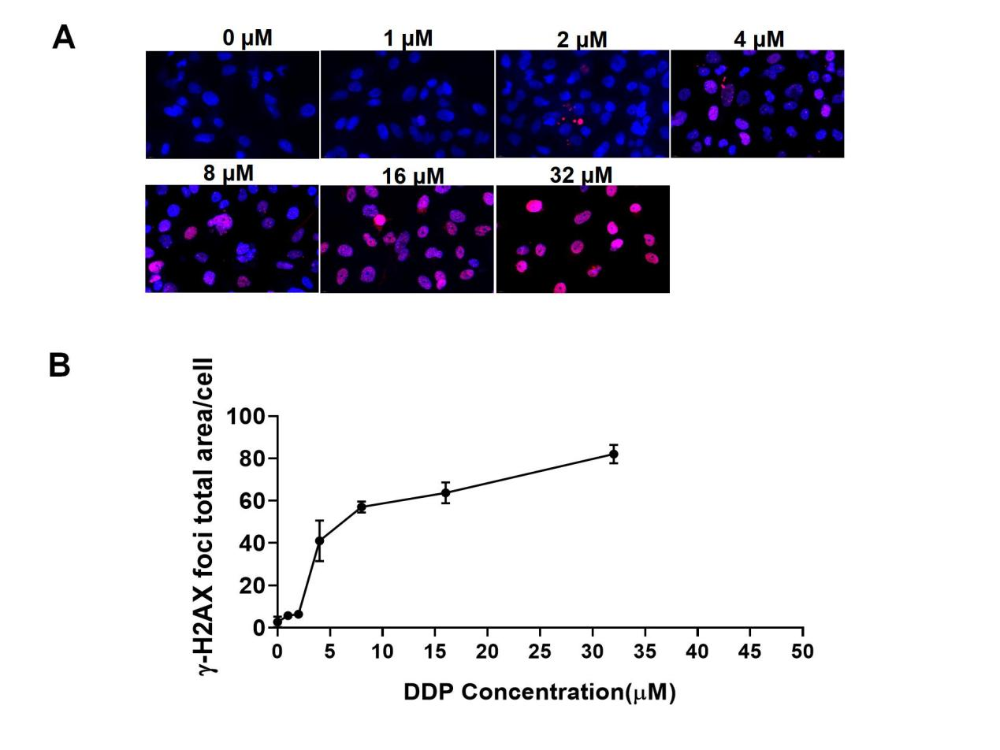 A
0 µM
1 µM
2 µM
4 µM
8 µM
16 µM
32 µM
B
γ-H2AX foci total area/cell
100
80
60
40
20
0
0 5 10 15 20 25 30 35 40 45 50
DDP Concentration(µM)